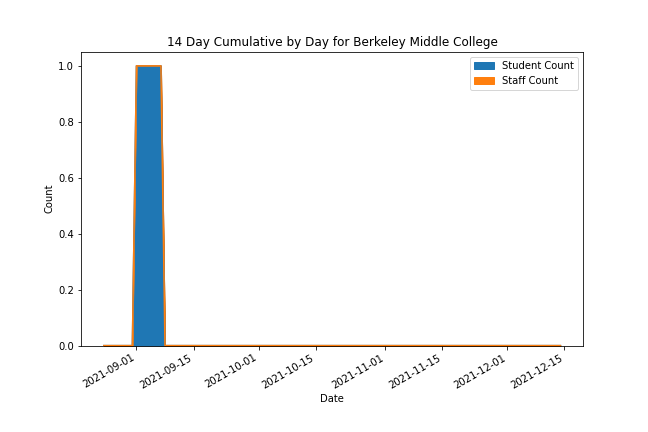 14 Day Cumulative by Day for Berkeley Middle College
Student Count
Staff Count
1.0
0.8
0.6
0.4
0.2
0.0
Count
2021-09-01
2021-09-15
2021-10-01
2021-10-15
2021-11-01
2021-11-15
2021-12-01
2021-12-15
Date